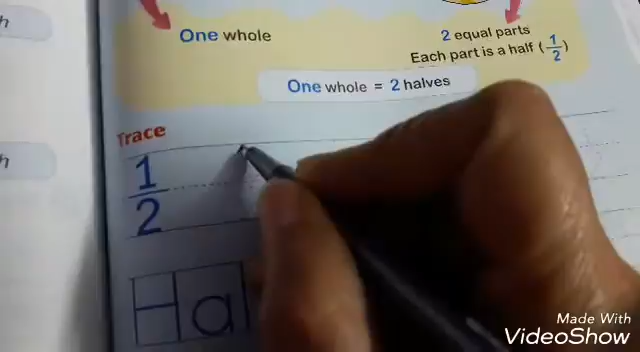 One whole
2 equal parts
Each part is a half (1/2)
One whole = 2 halves
Trace
1
2
Hal
h
h
Made With
VideoShow